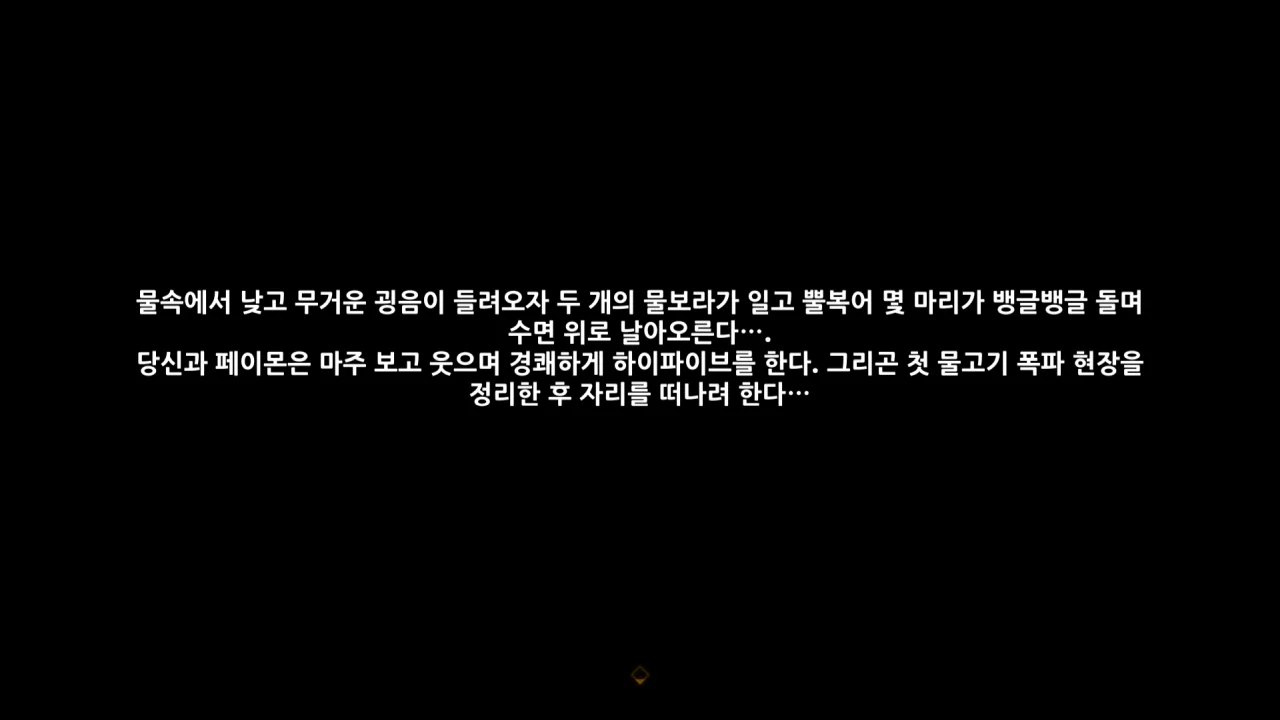 물속에서 낮고 무거운 굉음이 들려오자 두 개의 물보라가 일고 뿔복어 몇 마리가 뱅글뱅글 돌며
수면 위로 날아오른다….
당신과 페이몬은 마주 보고 웃으며 경쾌하게 하이파이브를 한다. 그리곤 첫 물고기 폭파 현장을
정리한 후 자리를 떠나려 한다…